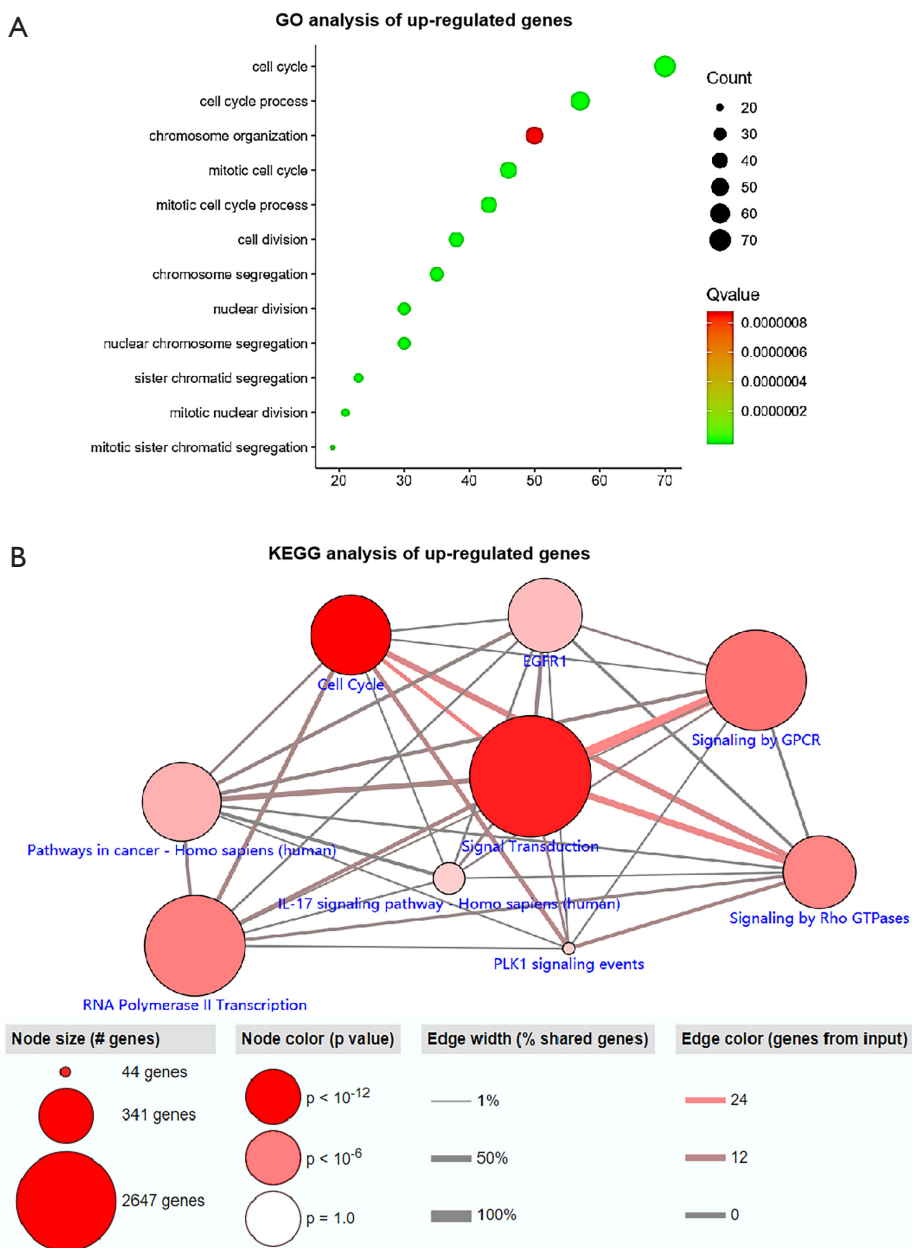 A
GO analysis of up-regulated genes
cell cycle
cell cycle process
chromosome organization
mitotic cell cycle
mitotic cell cycle process
cell division
chromosome segregation
nuclear division
nuclear chromosome segregation
sister chromatid segregation
mitotic nuclear division
mitotic sister chromatid segregation
20 30 40 50 60 70
Count
20
30
40
50
60
70
Qvalue
0.0000008
0.0000006
0.0000004
0.0000002
B
KEGG analysis of up-regulated genes
EGFR1
Cell Cycle
Signaling by GPCR
Signal Transduction
Pathways in cancer - Homo sapiens (human)
IL-17 signaling pathway - Homo sapiens (human)
Signaling by Rho GTPases
PLK1 signaling events
RNA Polymerase II Transcription
Node size (# genes)
44 genes
341 genes
2647 genes
Node color (p value)
p < 10-12
p < 10-6
p = 1.0
Edge width (% shared genes)
1%
50%
100%
Edge color (genes from input)
24
12
0